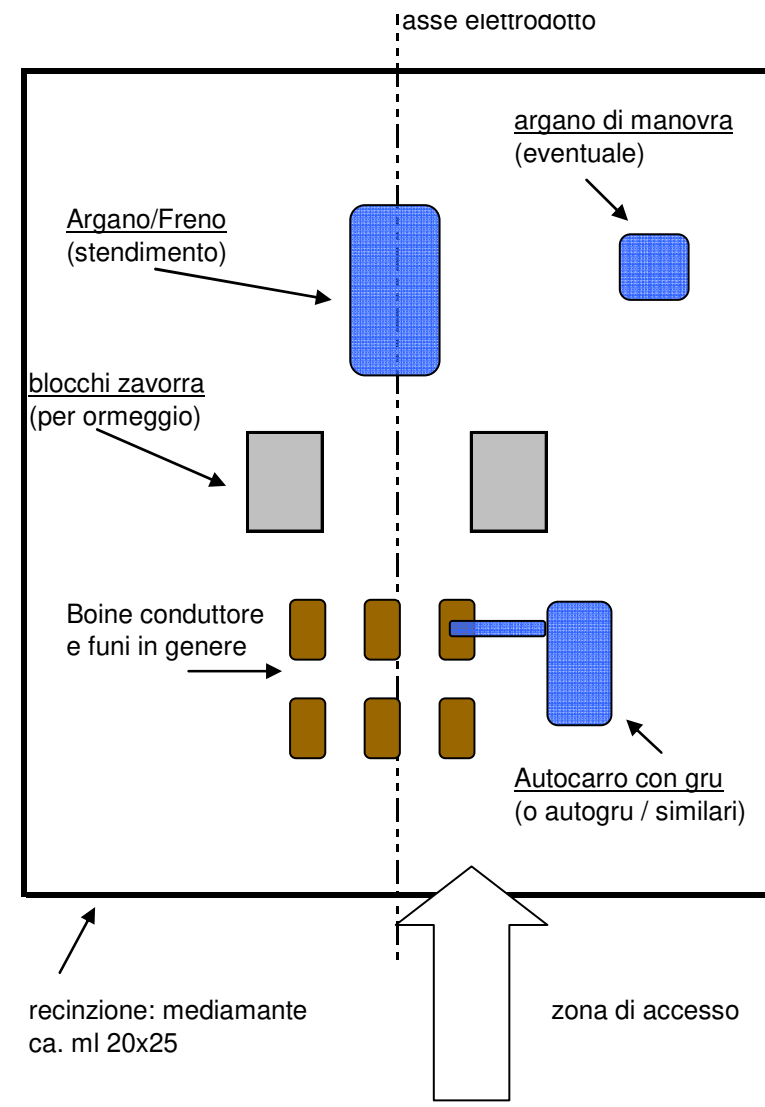 asse elettrodotto
argano di manovra
(eventuale)
Argano/Freno
(stendimento)
blocchi zavorra
(per ormeggio)
Boine conduttore
e funi in genere
Autocarro con gru
(o autogru / similari)
recinzione: mediamante
ca. ml 20x25
zona di accesso